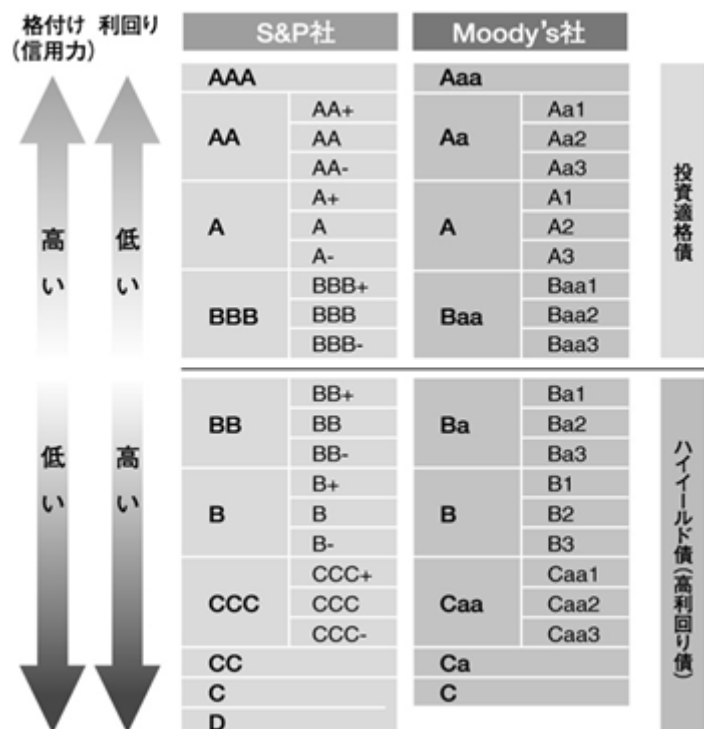 格付け 利回り
(信用力)
S&P社 Moody's社
AAA Aaa
AA+ Aa1
AA AA Aa Aa2
AA- Aa3
A+ A1
A A A A2
A- A3
BBB+ Baa1
BBB BBB Baa Baa2
BBB- Baa3
高い 低い
投資適格債
BB+ Ba1
BB BB Ba Ba2
BB- Ba3
B+ B1
B B B B2
B- B3
CCC+ Caa1
CCC CCC Caa Caa2
CCC- Caa3
CC Ca
C C
D
低い 高い
ハイイールド債(高利回り債)